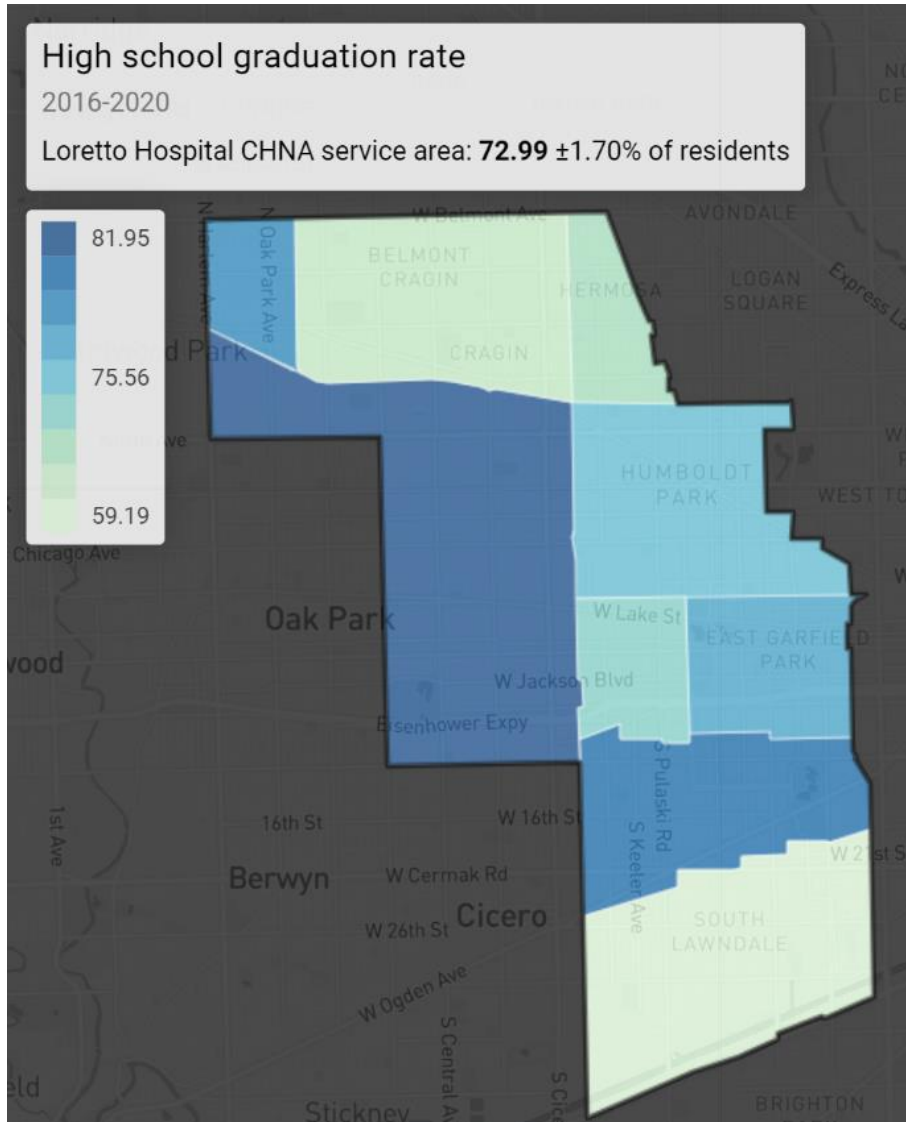 High school graduation rate
2016-2020
Loretto Hospital CHNA service area: 72.99 ±1.70% of residents
81.95
75.56
59.19
N Harlem Ave
N Oak Park Ave
W Belmont Ave
AVONDALE
BELMONT
CRAGIN
HERMOSA
LOGAN
SQUARE
CRAGIN
HUMBOLDT
PARK
Chicago Ave
Oak Park
W Lake St
EAST GARFIELD
PARK
W Jackson Blvd
Eisenhower Expy
1st Ave
16th St
W 16th St
S Pulaski Rd
S Keeler Ave
Berwyn
W Cermak Rd
W 21st S
Cicero
W 26th St
SOUTH
LAWNDALE
W Ogden Ave
S Central Av
S Cice
Stickney
BRIGHTON